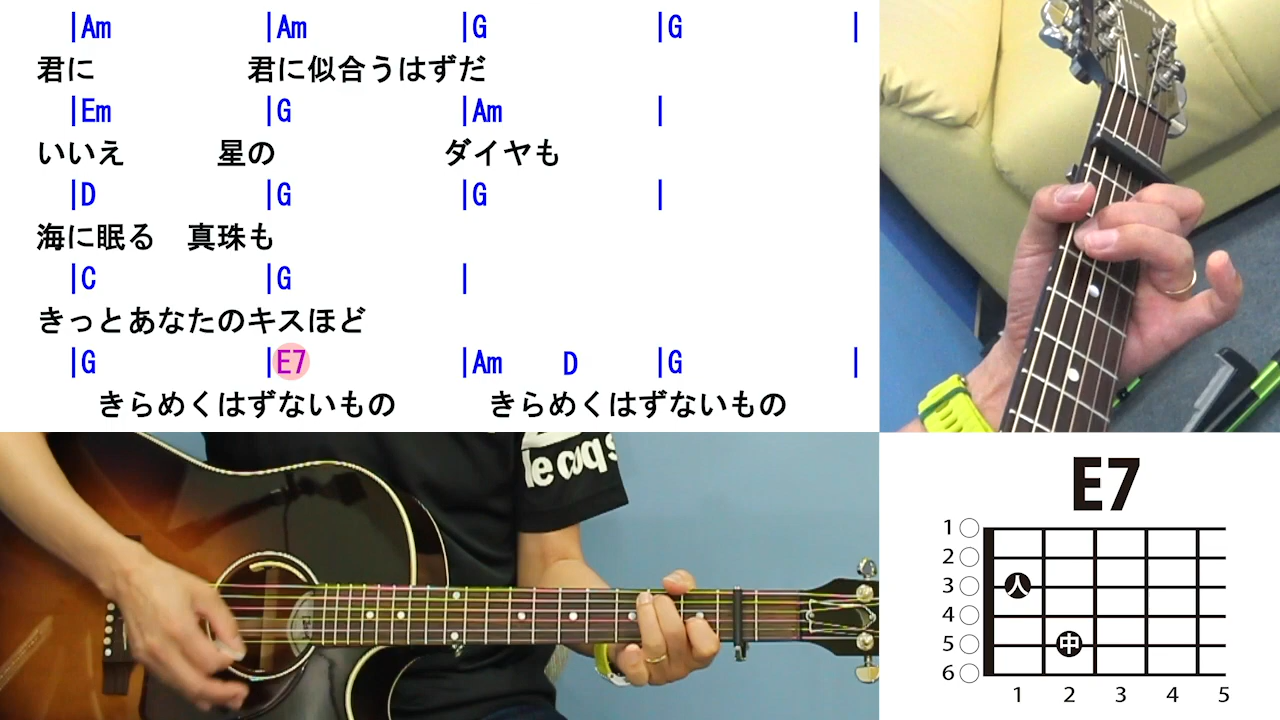 |Am |Am |G |G |
君に 君に似合うはずだ
|Em |G |Am |
いいえ 星の ダイヤも
|D |G |G |
海に眠る 真珠も
|C |G |
きっとあなたのキスほど
|G |E7 |Am D |G |
きらめくはずないもの きらめくはずないもの
le coq s
E7
1
2
3 人
4
5 中
6
1 2 3 4 5